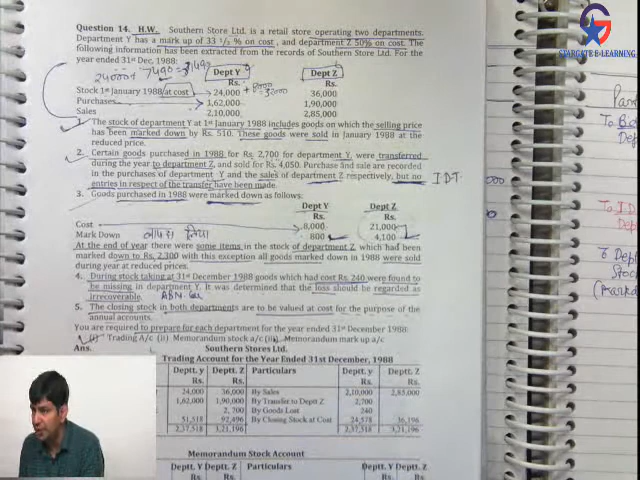 STARGATE E-LEARNING
Question 14. H.W. Southern Store Ltd. is a retail store operating two departments.
Department Y has a mark up of 33 1/3 % on cost, and department Z 50% on cost. The
following information has been extracted from the records of Southern Store Ltd. For the
year ended 31st Dec, 1988:
Dept Y Dept Z
Rs. Rs.
Stock 1st January 1988 at cost 24,000 36,000
Purchases 1,62,000 1,90,000
Sales 2,10,000 2,85,000
1. The stock of department Y at 1st January 1988 includes goods on which the selling price
has been marked down by Rs. 510. These goods were sold in January 1988 at the
reduced price.
2. Certain goods purchased in 1988 for Rs. 2,700 for department Y, were transferred
during the year to department Z, and sold for Rs. 4,050. Purchase and sale are recorded
in the purchases of department Y and the sales of department Z respectively, but no
entries in respect of the transfer have been made. I D T
3. Goods purchased in 1988 were marked down as follows:
Dept Y Dept Z
Rs. Rs.
Cost 8,000 21,000
Mark Down 800 4,100
At the end of year there were some items in the stock of department Z which had been
marked down to Rs. 2,300 with this exception all goods marked down in 1988 were sold
during year at reduced prices.
4. During stock taking at 31st December 1988 goods which had cost Rs. 240 were found to
be missing in department Y. It was determined that the loss should be regarded as
irrecoverable.
5. The closing stock in both departments are to be valued at cost for the purpose of the
annual accounts.
You are required to prepare for each department for the year ended 31st December 1988:
(i) Trading A/c (ii) Memorandum stock a/c (iii) Memorandum mark up a/c
Ans. Southern Stores Ltd.
Trading Account for the Year Ended 31st December, 1988
Deptt. Y Deptt. Z Particulars Deptt. y Deptt. Z
Rs. Rs. Rs. Rs.
24,000 36,000 By Sales 2,10,000 2,85,000
1,62,000 1,90,000 By Transfer to Deptt Z 2,700
2,700 By Goods Lost 240
51,518 92,496 By Closing Stock at Cost 24,578 36,196
2,37,518 3,21,196 2,37,518 3,21,196
Memorandum Stock Account
Deptt. Y Deptt. Z Particulars Deptt. Y Deptt. Z